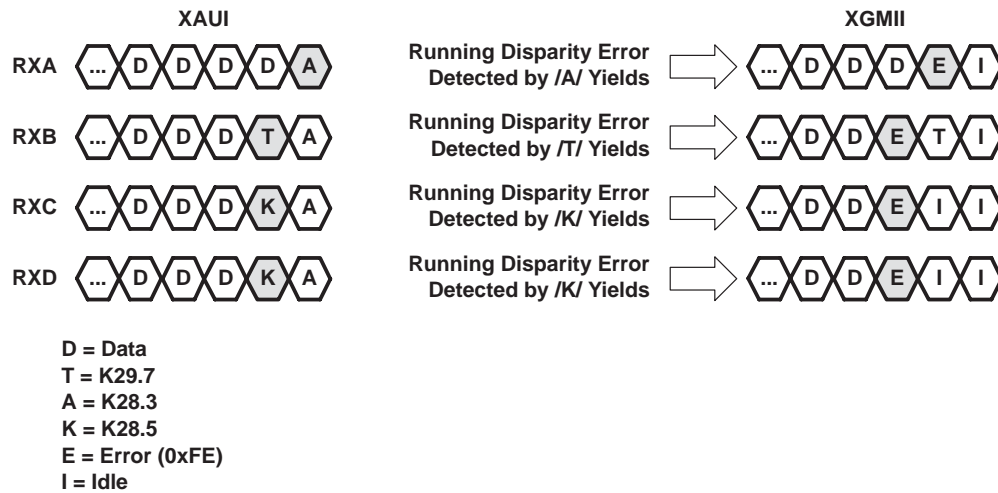 XAUI XGMII
RXA ... D D D D A Running Disparity Error Detected by /A/ Yields ... D D D E I
RXB ... D D D T A Running Disparity Error Detected by /T/ Yields ... D D E T I
RXC ... D D D K A Running Disparity Error Detected by /K/ Yields ... D D E I I
RXD ... D D D K A Running Disparity Error Detected by /K/ Yields ... D D E I I
D = Data
T = K29.7
A = K28.3
K = K28.5
E = Error (0xFE)
I = Idle